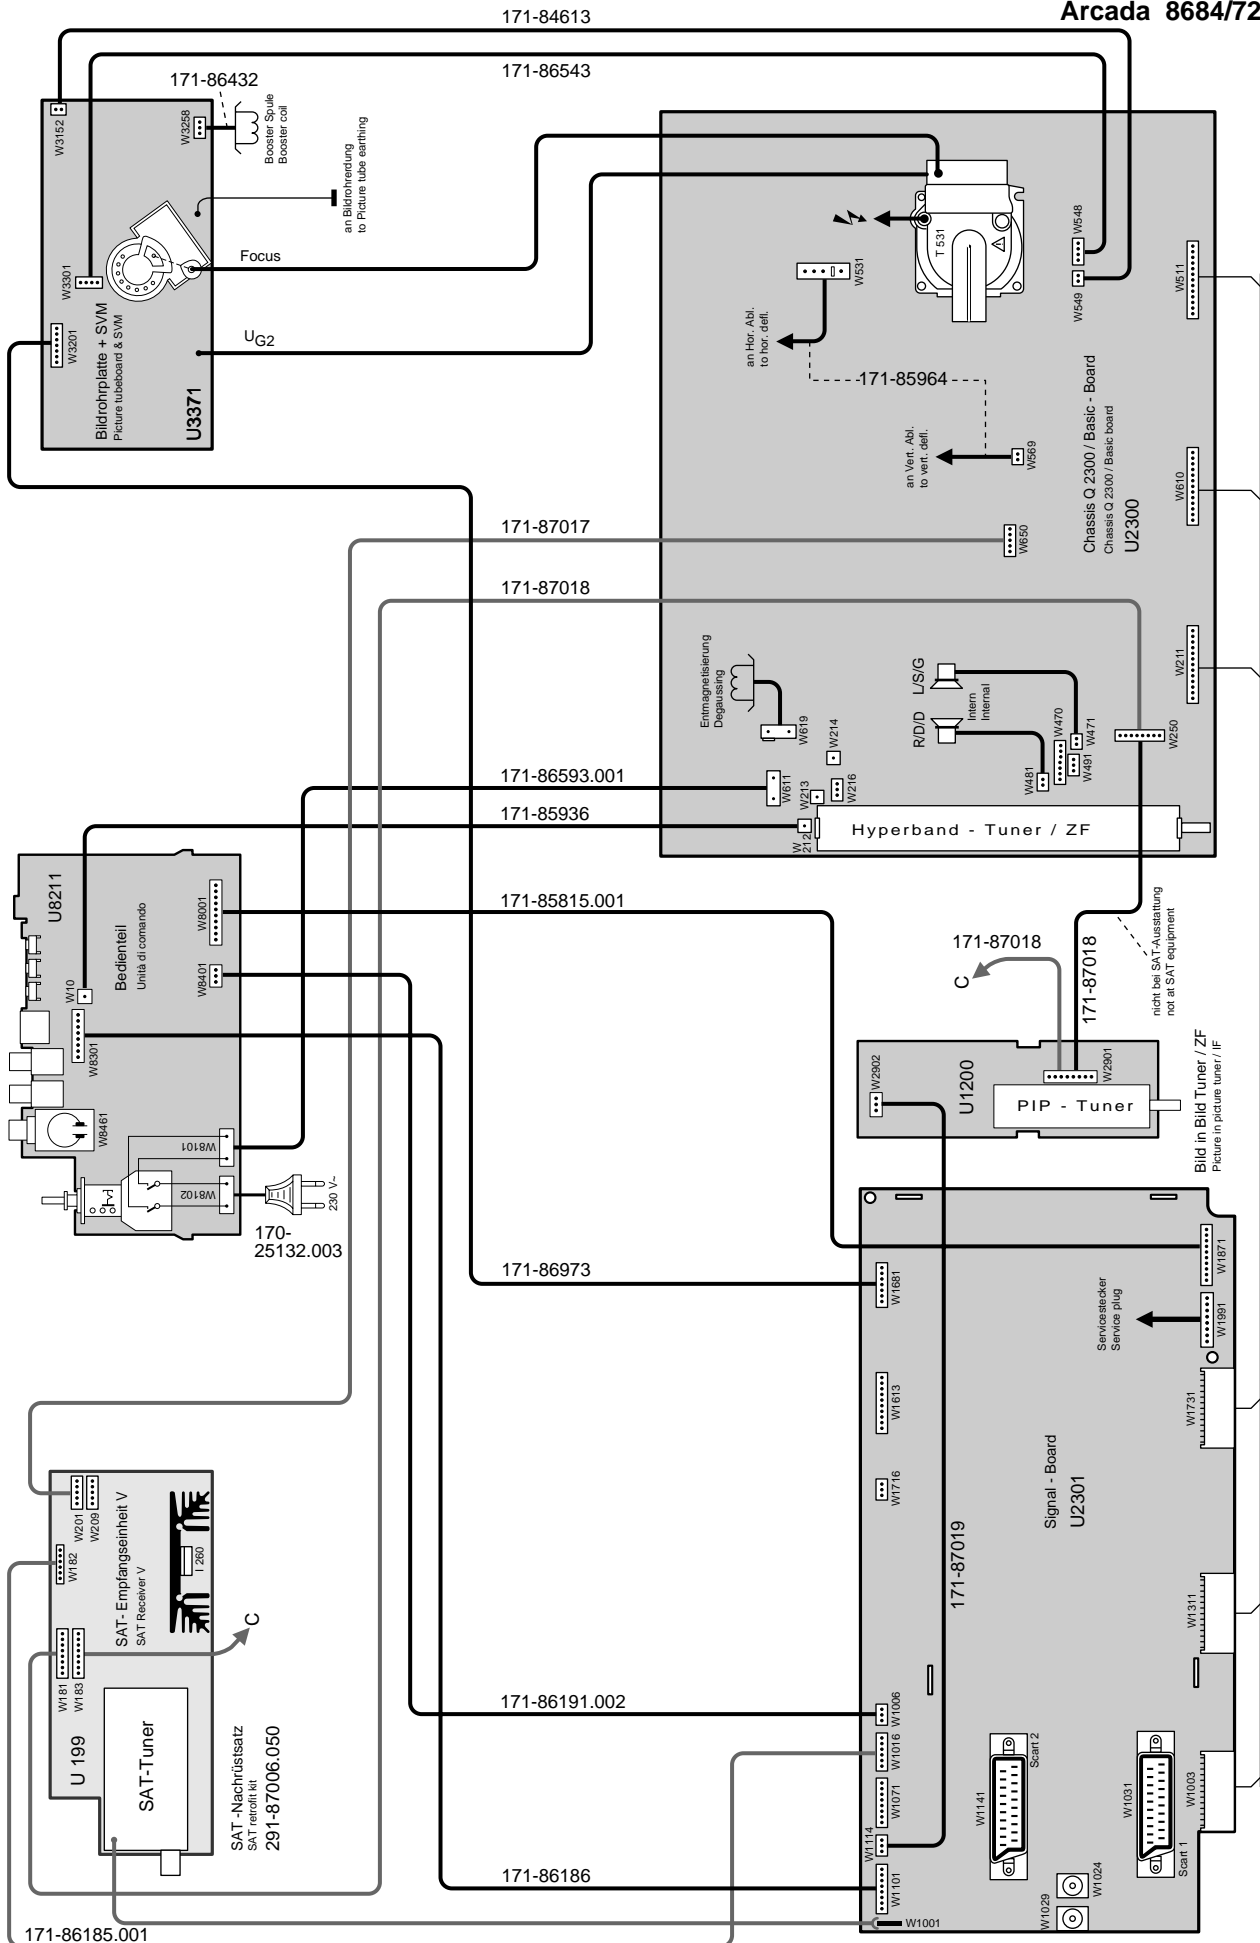 Arcada 8684/72
171-84613
171-86543
171-86432
W3152
W3258
Booster Spule
Booster coil
an Bildrohrerdung
to Picture tube earthing
W3301
W3201
Bildrohrplatte + SVM
Picture tubeboard & SVM
U3371
Focus
UG2
T 531
W548
W549
W531
W511
an Hor. Abl.
to hor. defl.
171-85964
an Vert. Abl.
to vert. defl.
W569
W650
Chassis Q 2300 / Basic - Board
Chassis Q 2300 / Basic board
U2300
W610
W211
171-87017
171-87018
Entmagnetisierung
Degaussing
W619
W214
W611
W213
W216
W
212
R/D/D
L/S/G
Intern
Internal
W481
W470
W491
W471
W250
Hyperband - Tuner / ZF
171-86593.001
171-85936
171-85815.001
U8211
W10
W8301
Bedienteil
Unità di comando
W8001
W8401
W8461
W8101
W8102
230 V~
170-
25132.003
171-87018
C
171-87018
nicht bei SAT-Ausstattung
not at SAT equipment
W2902
U1200
W2901
PIP - Tuner
Bild in Bild Tuner / ZF
Picture in picture tuner / IF
171-86973
W1681
W1871
W1991
Servicestecker
Service plug
W1613
W1731
W1716
Signal - Board
U2301
171-87019
W1311
W201
W209
W182
SAT- Empfangseinheit V
SAT Receiver V
I 260
W181
W183
C
U 199
SAT-Tuner
SAT -Nachrüstsatz
SAT retrofit kit
291-87006.050
171-86191.002
W1006
W1016
W1071
W1114
W1101
W1001
W1141
Scart 2
W1031
Scart 1
W1003
W1029
W1024
171-86186
171-86185.001